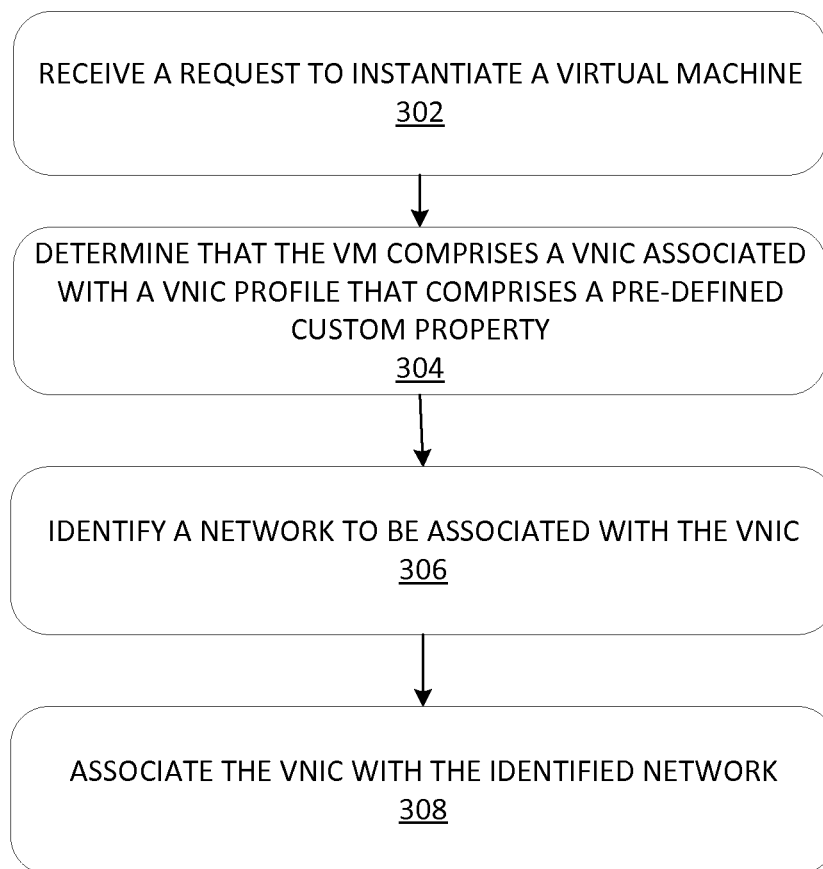 RECEIVE A REQUEST TO INSTANTIATE A VIRTUAL MACHINE
302
DETERMINE THAT THE VM COMPRISES A VNIC ASSOCIATED
WITH A VNIC PROFILE THAT COMPRISES A PRE-DEFINED
CUSTOM PROPERTY
304
IDENTIFY A NETWORK TO BE ASSOCIATED WITH THE VNIC
306
ASSOCIATE THE VNIC WITH THE IDENTIFIED NETWORK
308